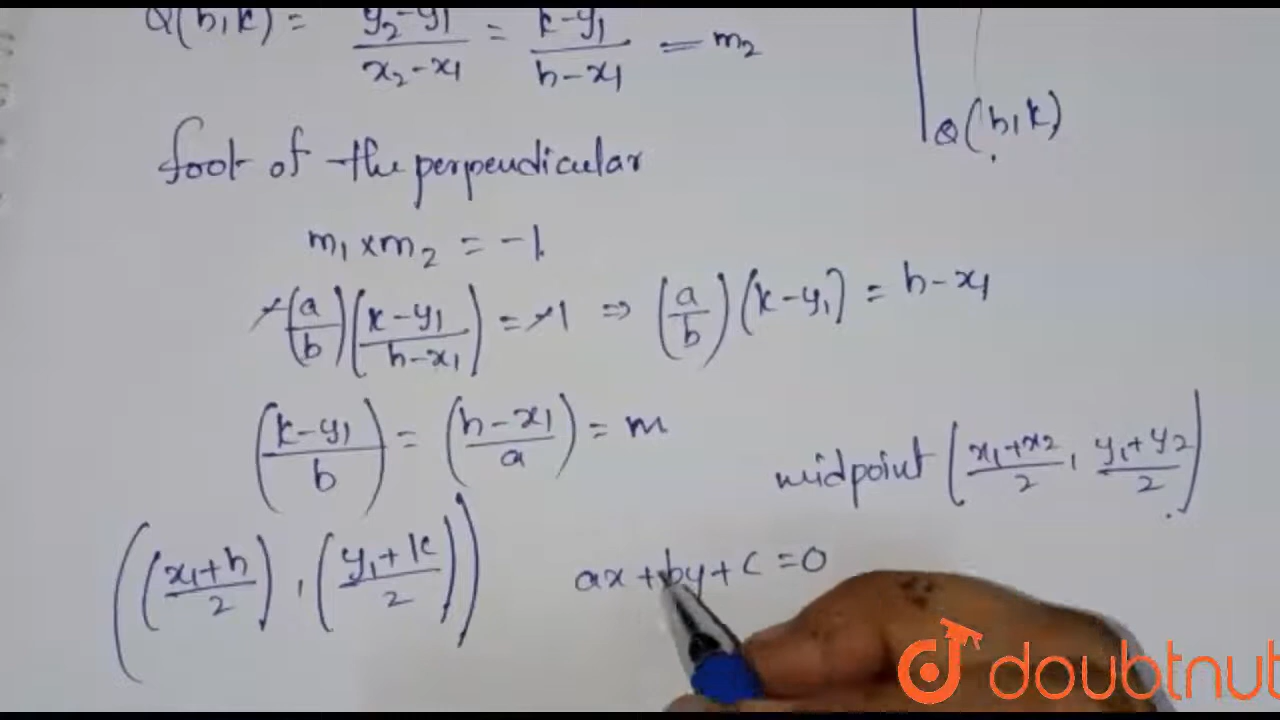 Q(h,k) = y2-y1/x2-x1 = k-y1/h-x1 = m2
Q(h,k)
foot of the perpendicular
m1 x m2 = -1.
-(a/b)(k-y1/h-x1) = -1 ⇒ (a/b)(k-y1) = h-x1
(k-y1/b) = (h-x1/a) = m
midpoint (x1+x2/2, y1+y2/2)
((x1+h/2), (y1+k/2))
ax+by+c=0
doubtnut